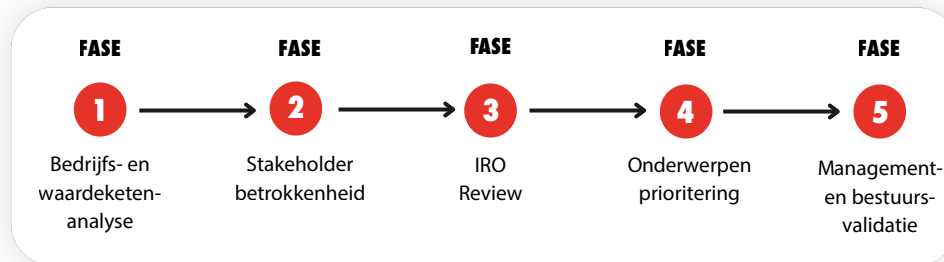 FASE
FASE
FASE
FASE
FASE
1
2
3
4
5
Bedrijfs- en
waardeketen-
analyse
Stakeholder
betrokkenheid
IRO
Review
Onderwerpen
prioritering
Management-
en bestuurs-
validatie